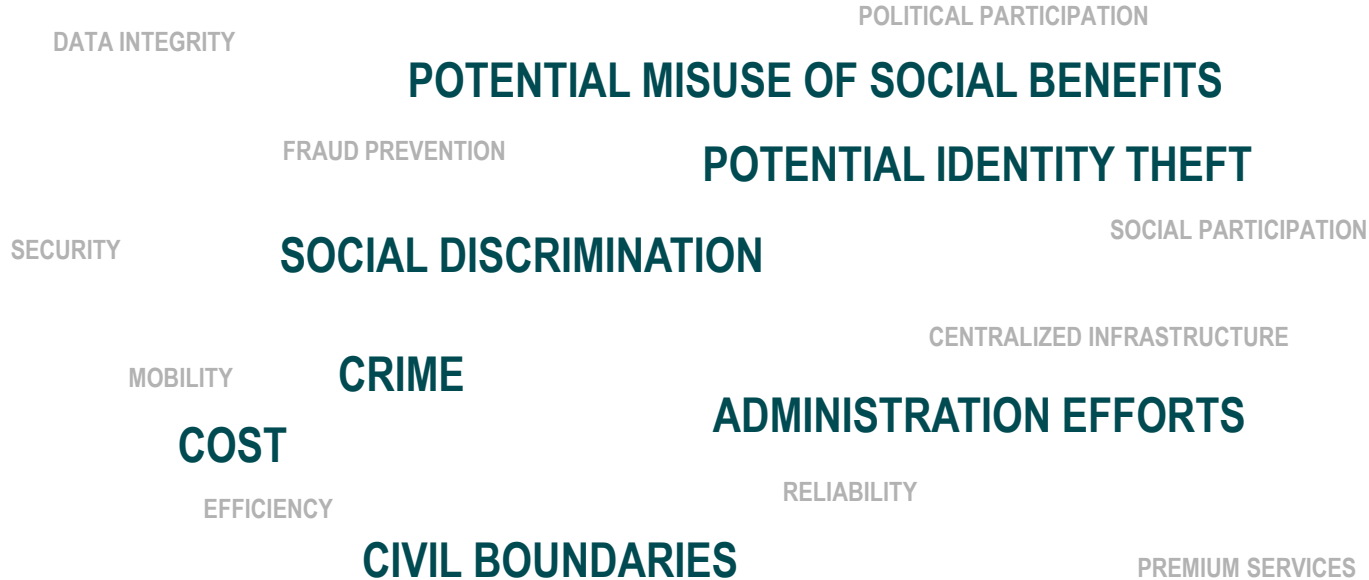 POLITICAL PARTICIPATION
DATA INTEGRITY
POTENTIAL MISUSE OF SOCIAL BENEFITS
FRAUD PREVENTION
POTENTIAL IDENTITY THEFT
SOCIAL PARTICIPATION
SECURITY
SOCIAL DISCRIMINATION
CENTRALIZED INFRASTRUCTURE
MOBILITY
CRIME
ADMINISTRATION EFFORTS
COST
RELIABILITY
EFFICIENCY
CIVIL BOUNDARIES
PREMIUM SERVICES